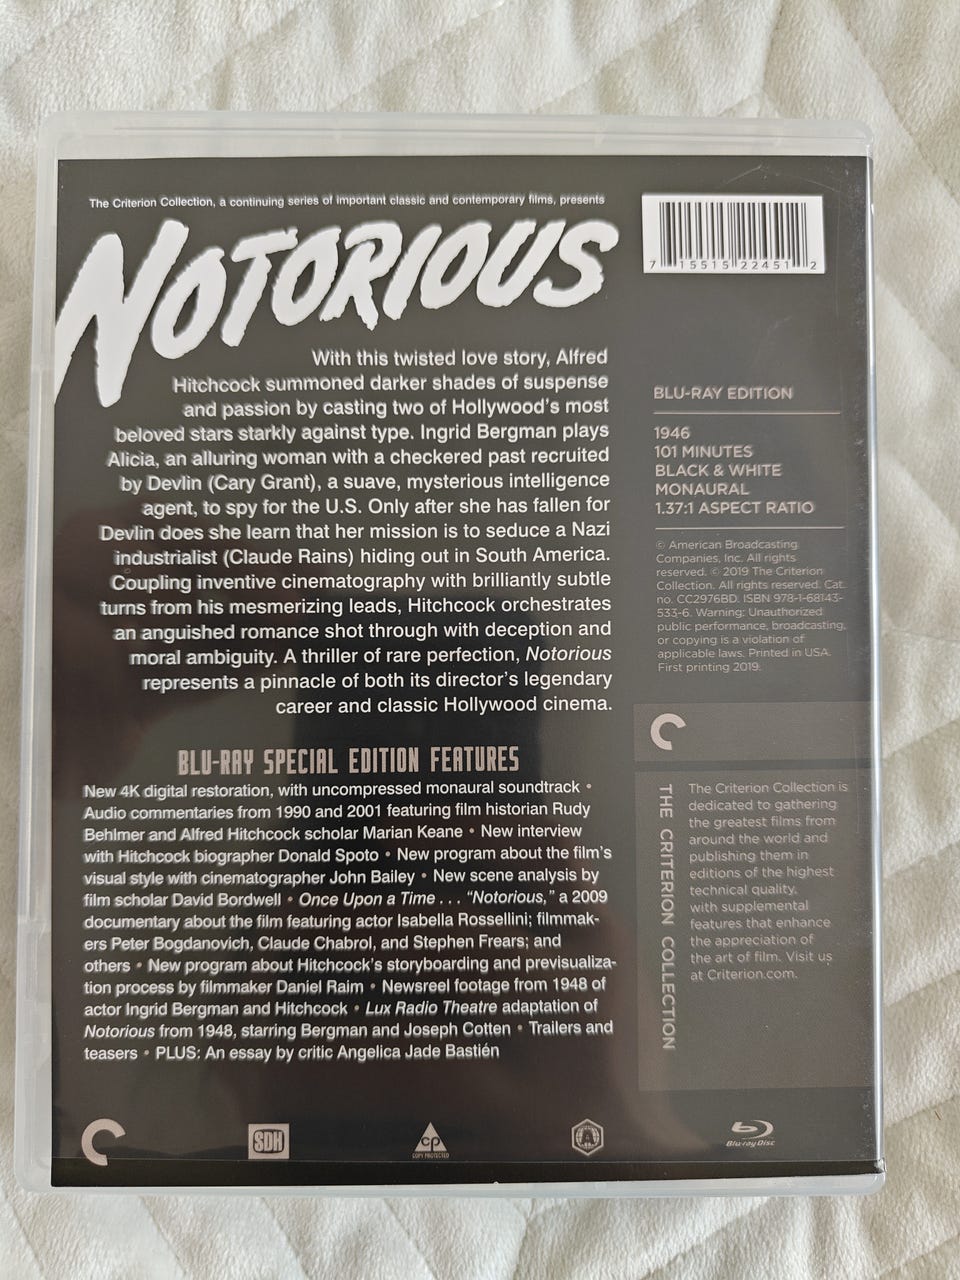 The Criterion Collection, a continuing series of important classic and contemporary films, presents
NOTORIOUS
With this twisted love story, Alfred
Hitchcock summoned darker shades of suspense
and passion by casting two of Hollywood's most
beloved stars starkly against type. Ingrid Bergman plays
Alicia, an alluring woman with a checkered past recruited
by Devlin (Cary Grant), a suave, mysterious intelligence
agent, to spy for the U.S. Only after she has fallen for
Devlin does she learn that her mission is to seduce a Nazi
industrialist (Claude Rains) hiding out in South America.
Coupling inventive cinematography with brilliantly subtle
turns from his mesmerizing leads, Hitchcock orchestrates
an anguished romance shot through with deception and
moral ambiguity. A thriller of rare perfection, Notorious
represents a pinnacle of both its director's legendary
career and classic Hollywood cinema.
BLU-RAY SPECIAL EDITION FEATURES
New 4K digital restoration, with uncompressed monaural soundtrack •
Audio commentaries from 1990 and 2001 featuring film historian Rudy
Behlmer and Alfred Hitchcock scholar Marian Keane • New interview
with Hitchcock biographer Donald Spoto • New program about the film's
visual style with cinematographer John Bailey • New scene analysis by
film scholar David Bordwell • Once Upon a Time . . . "Notorious," a 2009
documentary about the film featuring actor Isabella Rossellini; filmmak-
ers Peter Bogdanovich, Claude Chabrol, and Stephen Frears; and
others • New program about Hitchcock's storyboarding and previsualiza-
tion process by filmmaker Daniel Raim • Newsreel footage from 1948 of
actor Ingrid Bergman and Hitchcock • Lux Radio Theatre adaptation of
Notorious from 1948, starring Bergman and Joseph Cotten • Trailers and
teasers • PLUS: An essay by critic Angelica Jade Bastién
7 15515 22451 2
BLU-RAY EDITION
1946
101 MINUTES
BLACK & WHITE
MONAURAL
1.37:1 ASPECT RATIO
© American Broadcasting
Companies, Inc. All rights
reserved. © 2019 The Criterion
Collection. All rights reserved. Cat.
no. CC2976BD. ISBN 978-1-68143-
533-6. Warning: Unauthorized
public performance, broadcasting,
or copying is a violation of
applicable laws. Printed in USA.
First printing 2019.
THE CRITERION COLLECTION
The Criterion Collection is
dedicated to gathering
the greatest films from
around the world and
publishing them in
editions of the highest
technical quality,
with supplemental
features that enhance
the appreciation of
the art of film. Visit us
at Criterion.com.
SDH
CP
COPY PROTECTED
A
Blu-ray Disc